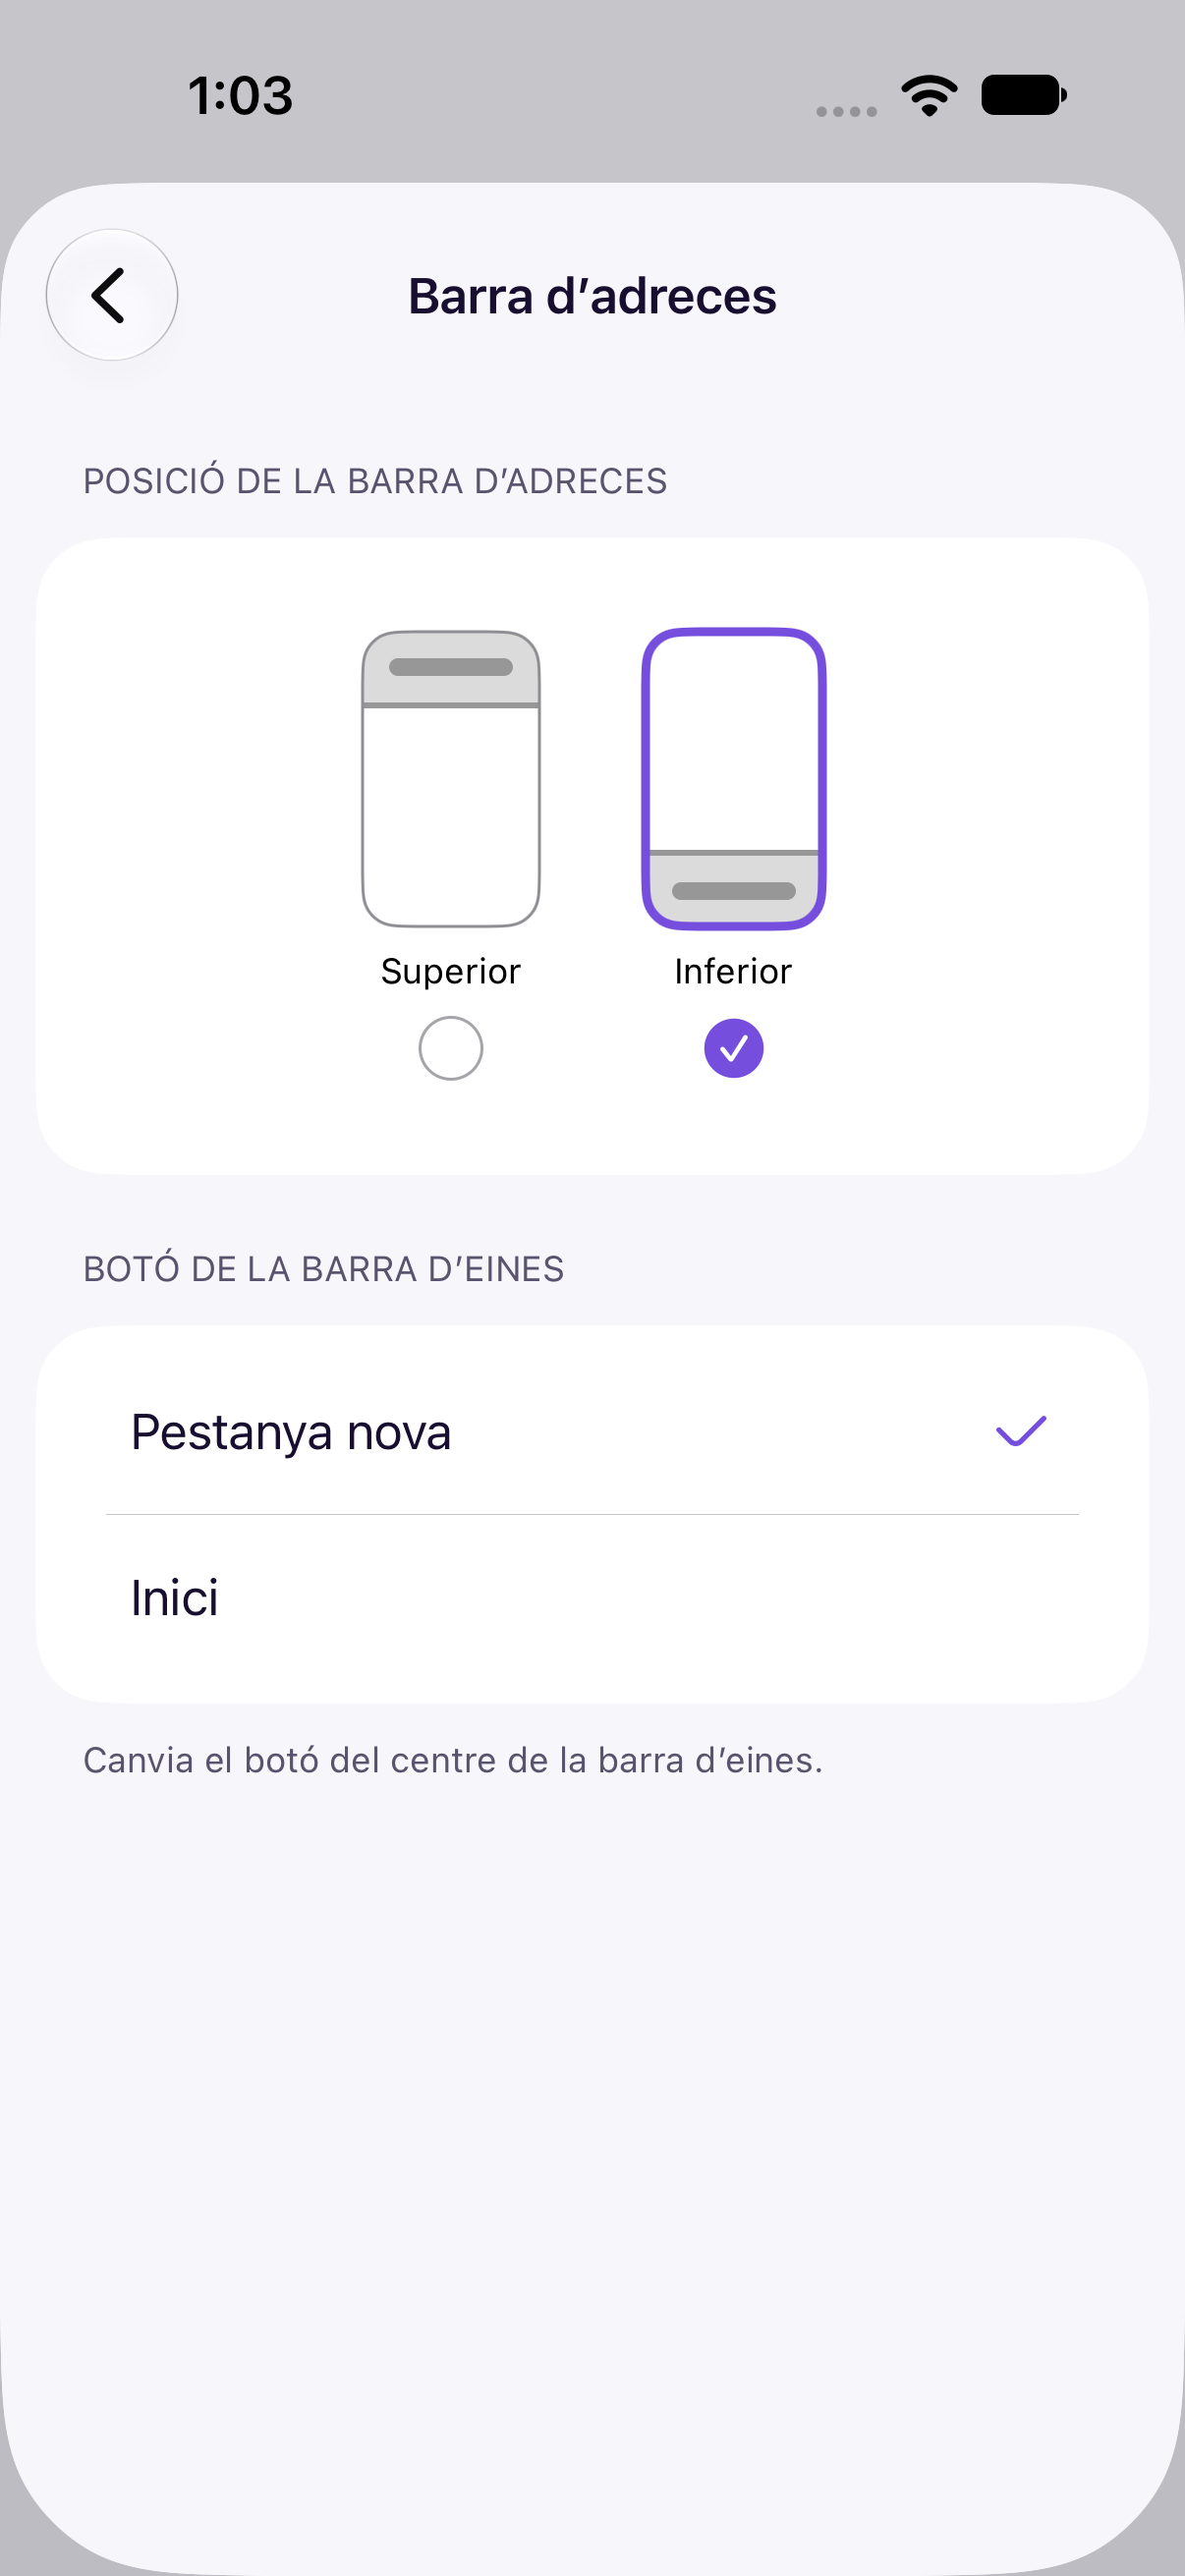 1:03
Barra d’adreces
POSICIÓ DE LA BARRA D’ADRECES
Superior
Inferior
BOTÓ DE LA BARRA D’EINES
Pestanya nova
Inici
Canvia el botó del centre de la barra d’eines.